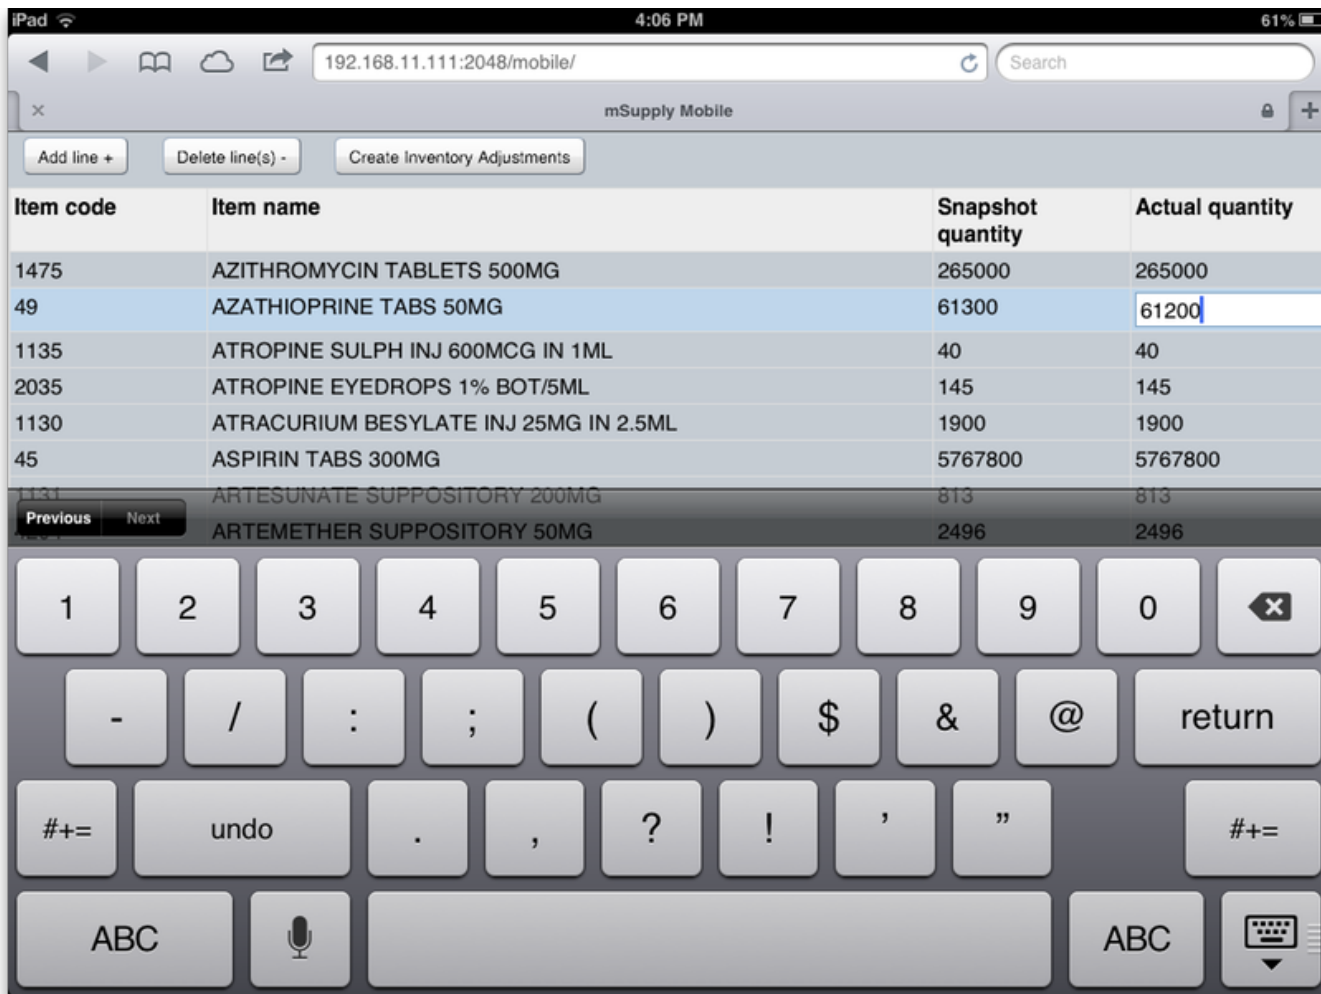 iPad 4:06 PM 61%
192.168.11.111:2048/mobile/ Search
mSupply Mobile
Add line + Delete line(s) - Create Inventory Adjustments
Item code Item name Snapshot quantity Actual quantity
1475 AZITHROMYCIN TABLETS 500MG 265000 265000
49 AZATHIOPRINE TABS 50MG 61300 61200
1135 ATROPINE SULPH INJ 600MCG IN 1ML 40 40
2035 ATROPINE EYEDROPS 1% BOT/5ML 145 145
1130 ATRACURIUM BESYLATE INJ 25MG IN 2.5ML 1900 1900
45 ASPIRIN TABS 300MG 5767800 5767800
1131 ARTESUNATE SUPPOSITORY 200MG 813 813
Previous Next
ARTEMETHER SUPPOSITORY 50MG 2496 2496
1 2 3 4 5 6 7 8 9 0
- / : ; ( ) $ & @ return
#+= undo . , ? ! ’ ” #+=
ABC ABC